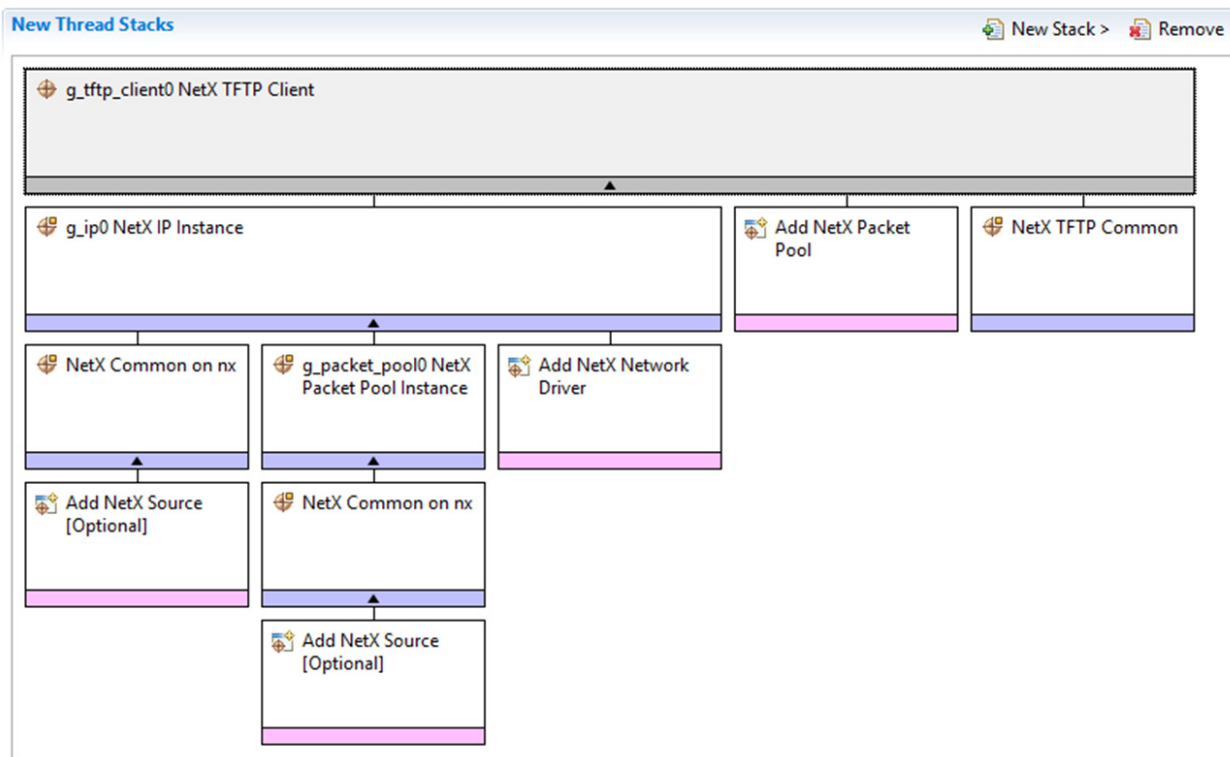 New Thread Stacks
New Stack >
Remove
g_tftp_client0 NetX TFTP Client
g_ip0 NetX IP Instance
Add NetX Packet
Pool
NetX TFTP Common
NetX Common on nx
g_packet_pool0 NetX
Packet Pool Instance
Add NetX Network
Driver
Add NetX Source
[Optional]
NetX Common on nx
Add NetX Source
[Optional]